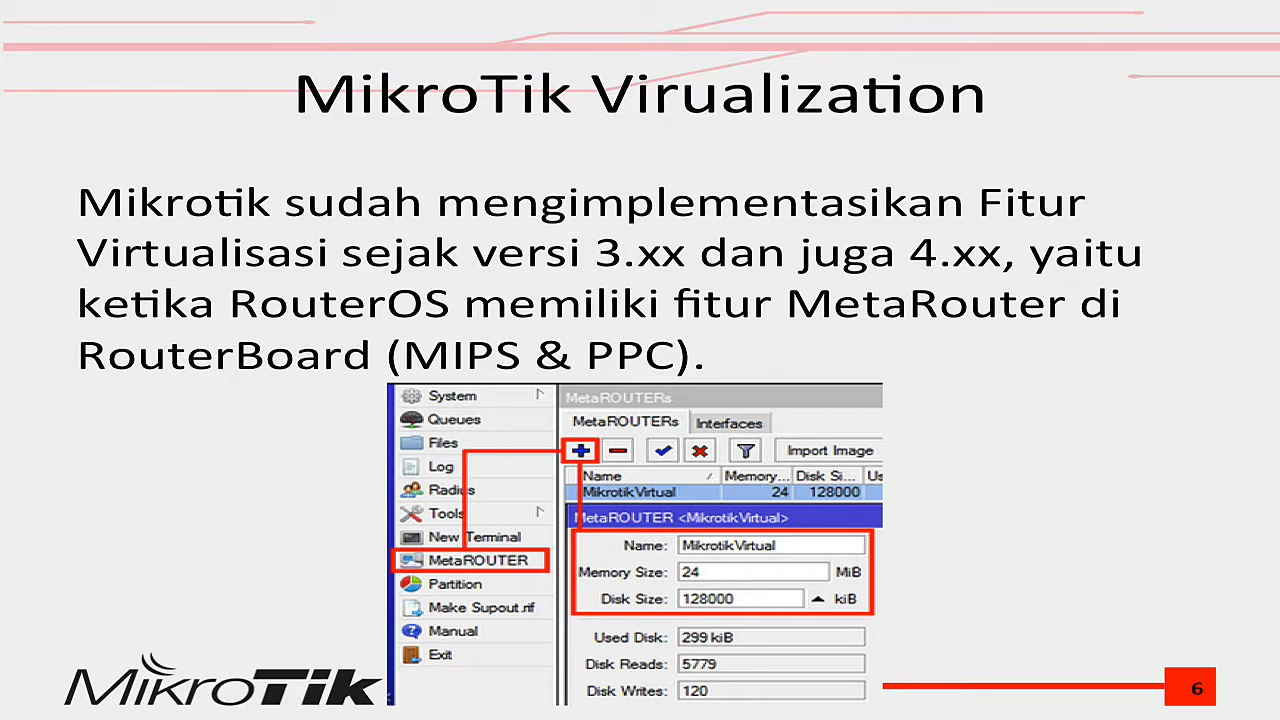 MikroTik Virualization
Mikrotik sudah mengimplementasikan Fitur
Virtualisasi sejak versi 3.xx dan juga 4.xx, yaitu
ketika RouterOS memiliki fitur MetaRouter di
RouterBoard (MIPS & PPC).
System
Queues
Files
Log
Radius
Tools
New Terminal
MetaROUTER
Partition
Make Supout.rif
Manual
Exit
MetaROUTERs
MetaROUTERs Interfaces
Import Image
Name Memory... Disk Si... Us
MikrotikVirtual 24 128000
MetaROUTER <MikrotikVirtual>
Name: MikrotikVirtual
Memory Size: 24 MiB
Disk Size: 128000 kiB
Used Disk: 299 kiB
Disk Reads: 5779
Disk Writes: 120
MikroTik
6